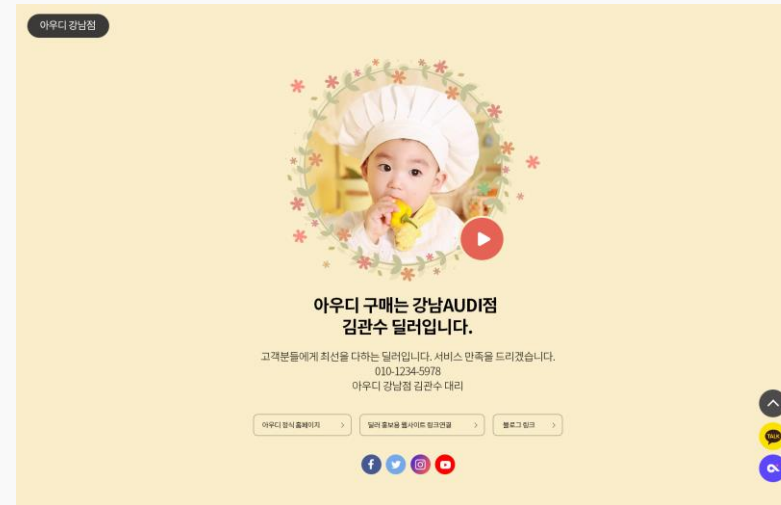 아우디 강남점
아우디 구매는 강남AUDI점
김관수 딜러입니다.
고객분들에게 최선을 다하는 딜러입니다. 서비스 만족을 드리겠습니다.
010-1234-5978
아우디 강남점 김관수 대리
아우디 정식 홈페이지
딜러 홍보용 웹사이트 링크연결
블로그 링크
TALK